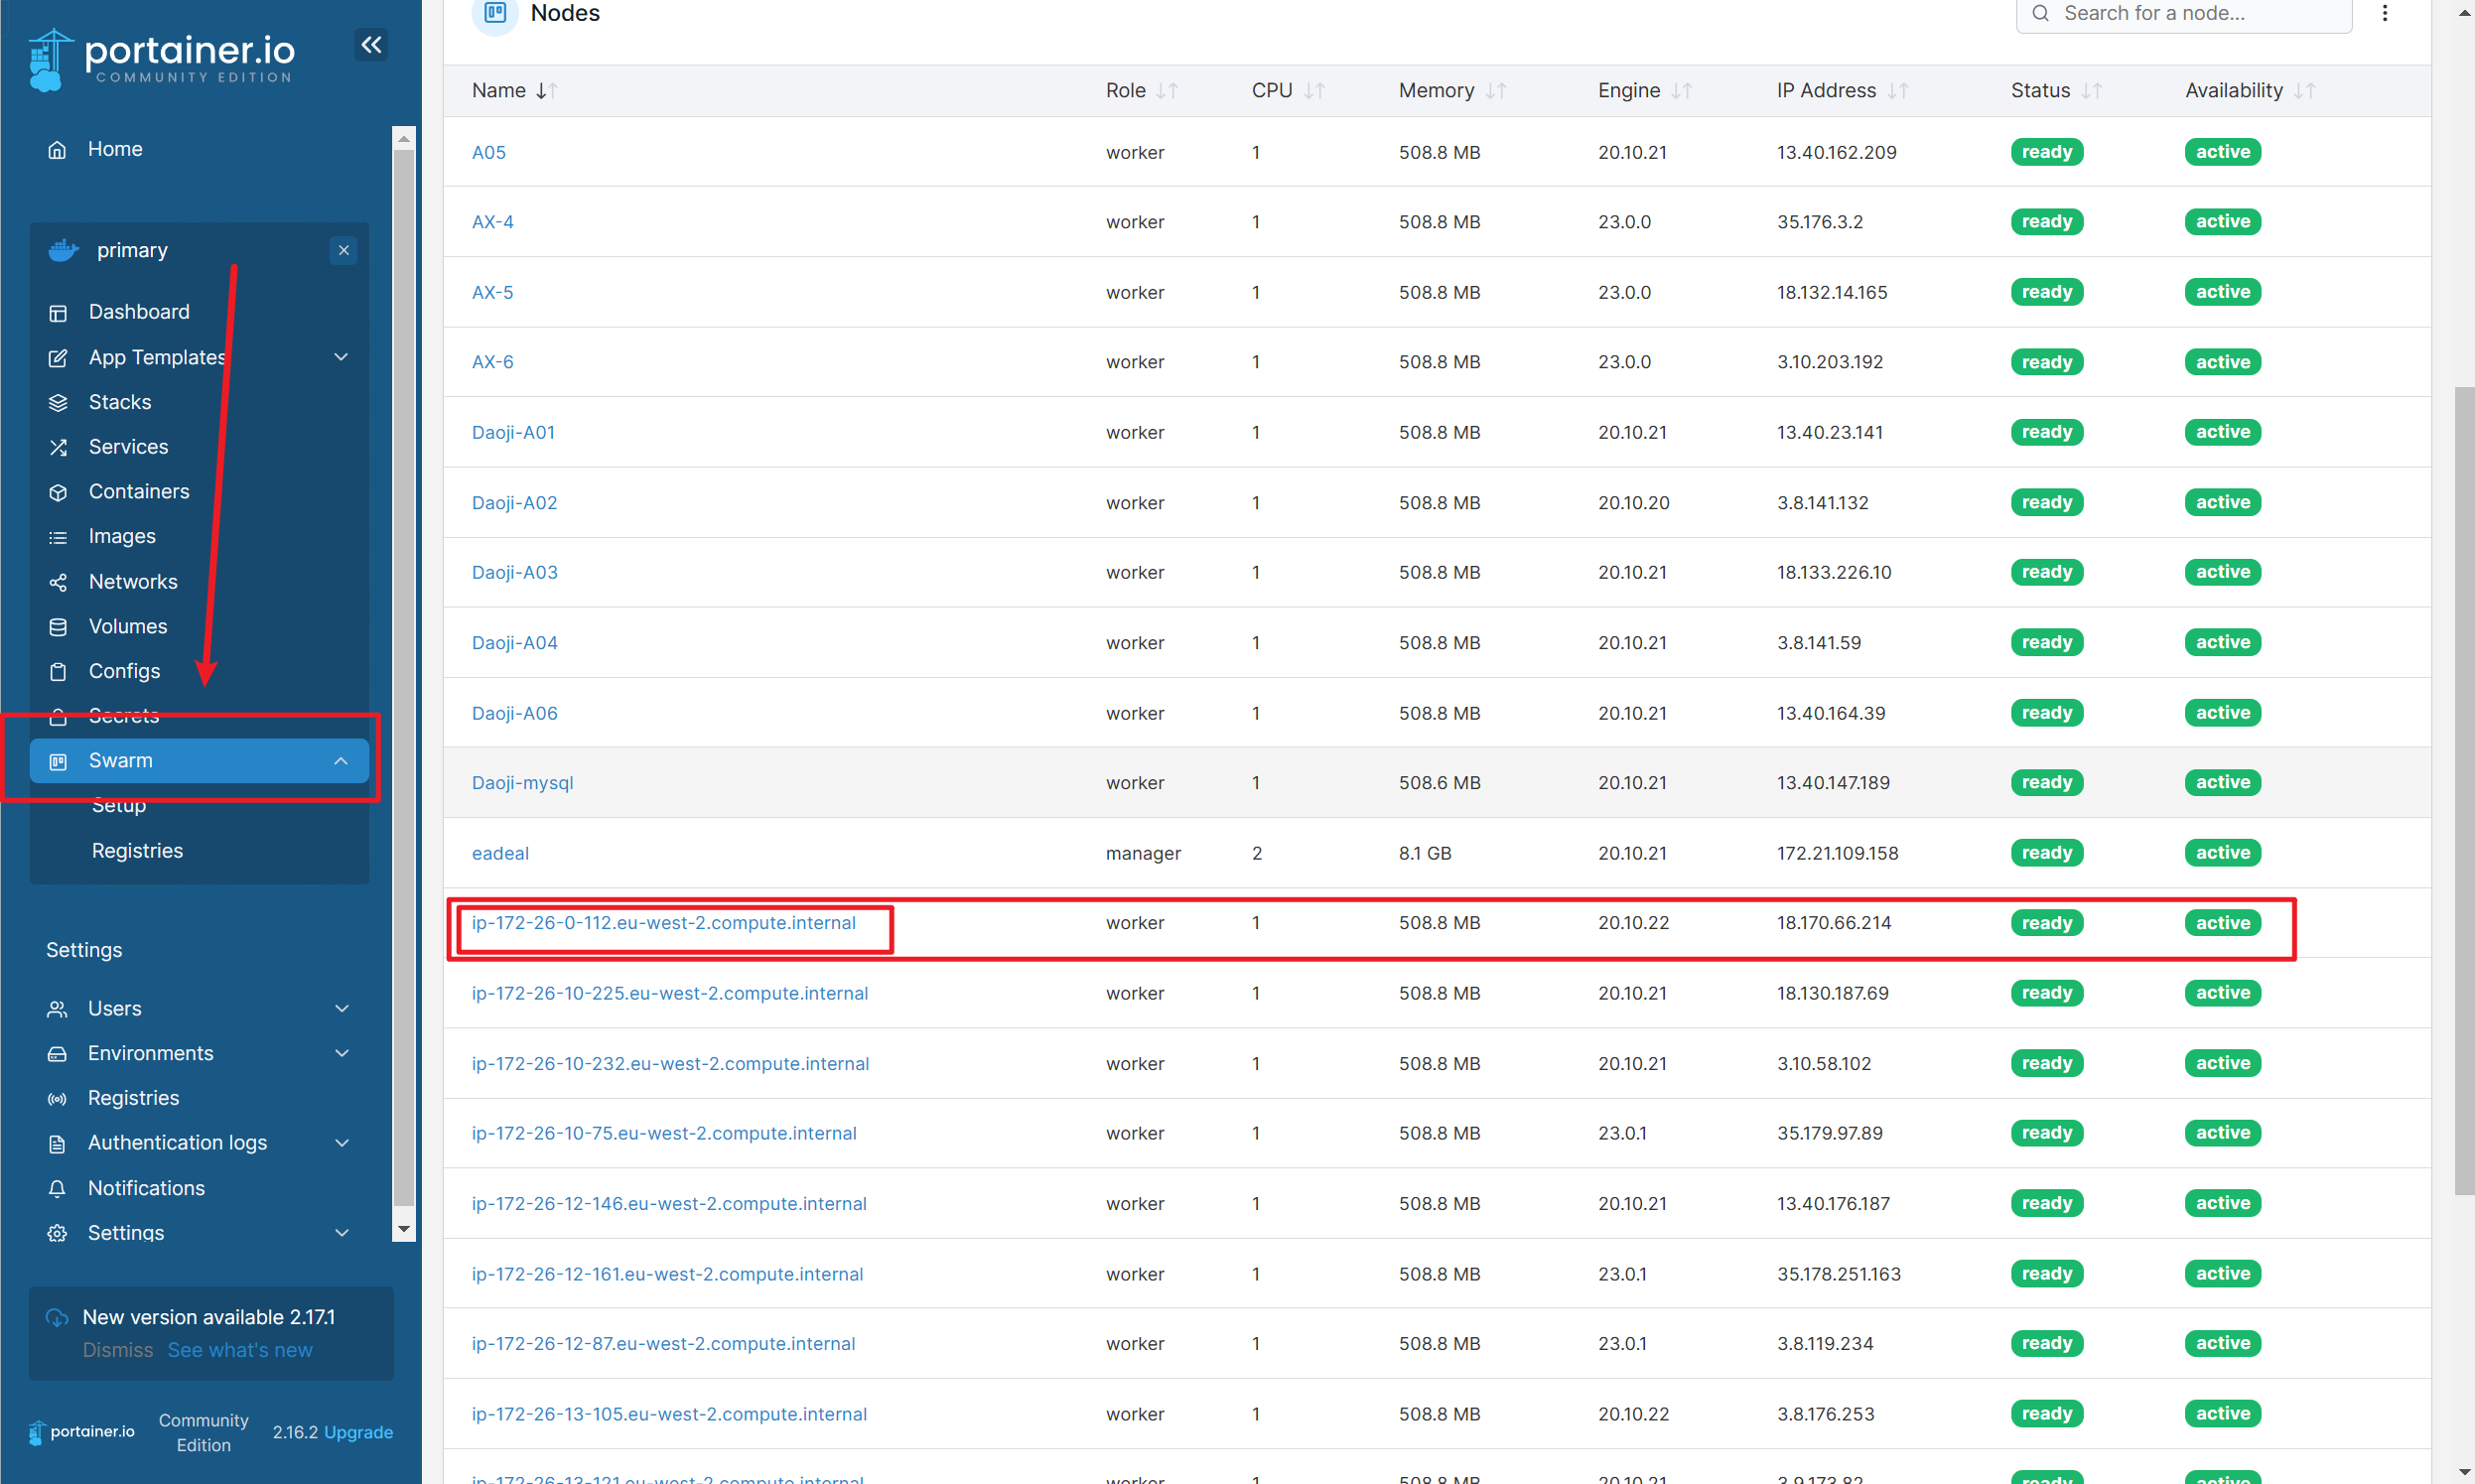 portainer.io
COMMUNITY EDITION
Home
primary
Dashboard
App Templates
Stacks
Services
Containers
Images
Networks
Volumes
Configs
Secrets
Swarm
Setup
Registries
Settings
Users
Environments
Registries
Authentication logs
Notifications
Settings
New version available 2.17.1
Dismiss See what's new
portainer.io Community Edition 2.16.2 Upgrade
Nodes Search for a node...
Name Role CPU Memory Engine IP Address Status Availability
A05 worker 1 508.8 MB 20.10.21 13.40.162.209 ready active
AX-4 worker 1 508.8 MB 23.0.0 35.176.3.2 ready active
AX-5 worker 1 508.8 MB 23.0.0 18.132.14.165 ready active
AX-6 worker 1 508.8 MB 23.0.0 3.10.203.192 ready active
Daoji-A01 worker 1 508.8 MB 20.10.21 13.40.23.141 ready active
Daoji-A02 worker 1 508.8 MB 20.10.20 3.8.141.132 ready active
Daoji-A03 worker 1 508.8 MB 20.10.21 18.133.226.10 ready active
Daoji-A04 worker 1 508.8 MB 20.10.21 3.8.141.59 ready active
Daoji-A06 worker 1 508.8 MB 20.10.21 13.40.164.39 ready active
Daoji-mysql worker 1 508.6 MB 20.10.21 13.40.147.189 ready active
eadeal manager 2 8.1 GB 20.10.21 172.21.109.158 ready active
ip-172-26-0-112.eu-west-2.compute.internal worker 1 508.8 MB 20.10.22 18.170.66.214 ready active
ip-172-26-10-225.eu-west-2.compute.internal worker 1 508.8 MB 20.10.21 18.130.187.69 ready active
ip-172-26-10-232.eu-west-2.compute.internal worker 1 508.8 MB 20.10.21 3.10.58.102 ready active
ip-172-26-10-75.eu-west-2.compute.internal worker 1 508.8 MB 23.0.1 35.179.97.89 ready active
ip-172-26-12-146.eu-west-2.compute.internal worker 1 508.8 MB 20.10.21 13.40.176.187 ready active
ip-172-26-12-161.eu-west-2.compute.internal worker 1 508.8 MB 23.0.1 35.178.251.163 ready active
ip-172-26-12-87.eu-west-2.compute.internal worker 1 508.8 MB 23.0.1 3.8.119.234 ready active
ip-172-26-13-105.eu-west-2.compute.internal worker 1 508.8 MB 20.10.22 3.8.176.253 ready active
ip-172-26-13-121.eu-west-2.compute.internal worker 1 508.8 MB 20.10.21 3.9.173.82 ready active